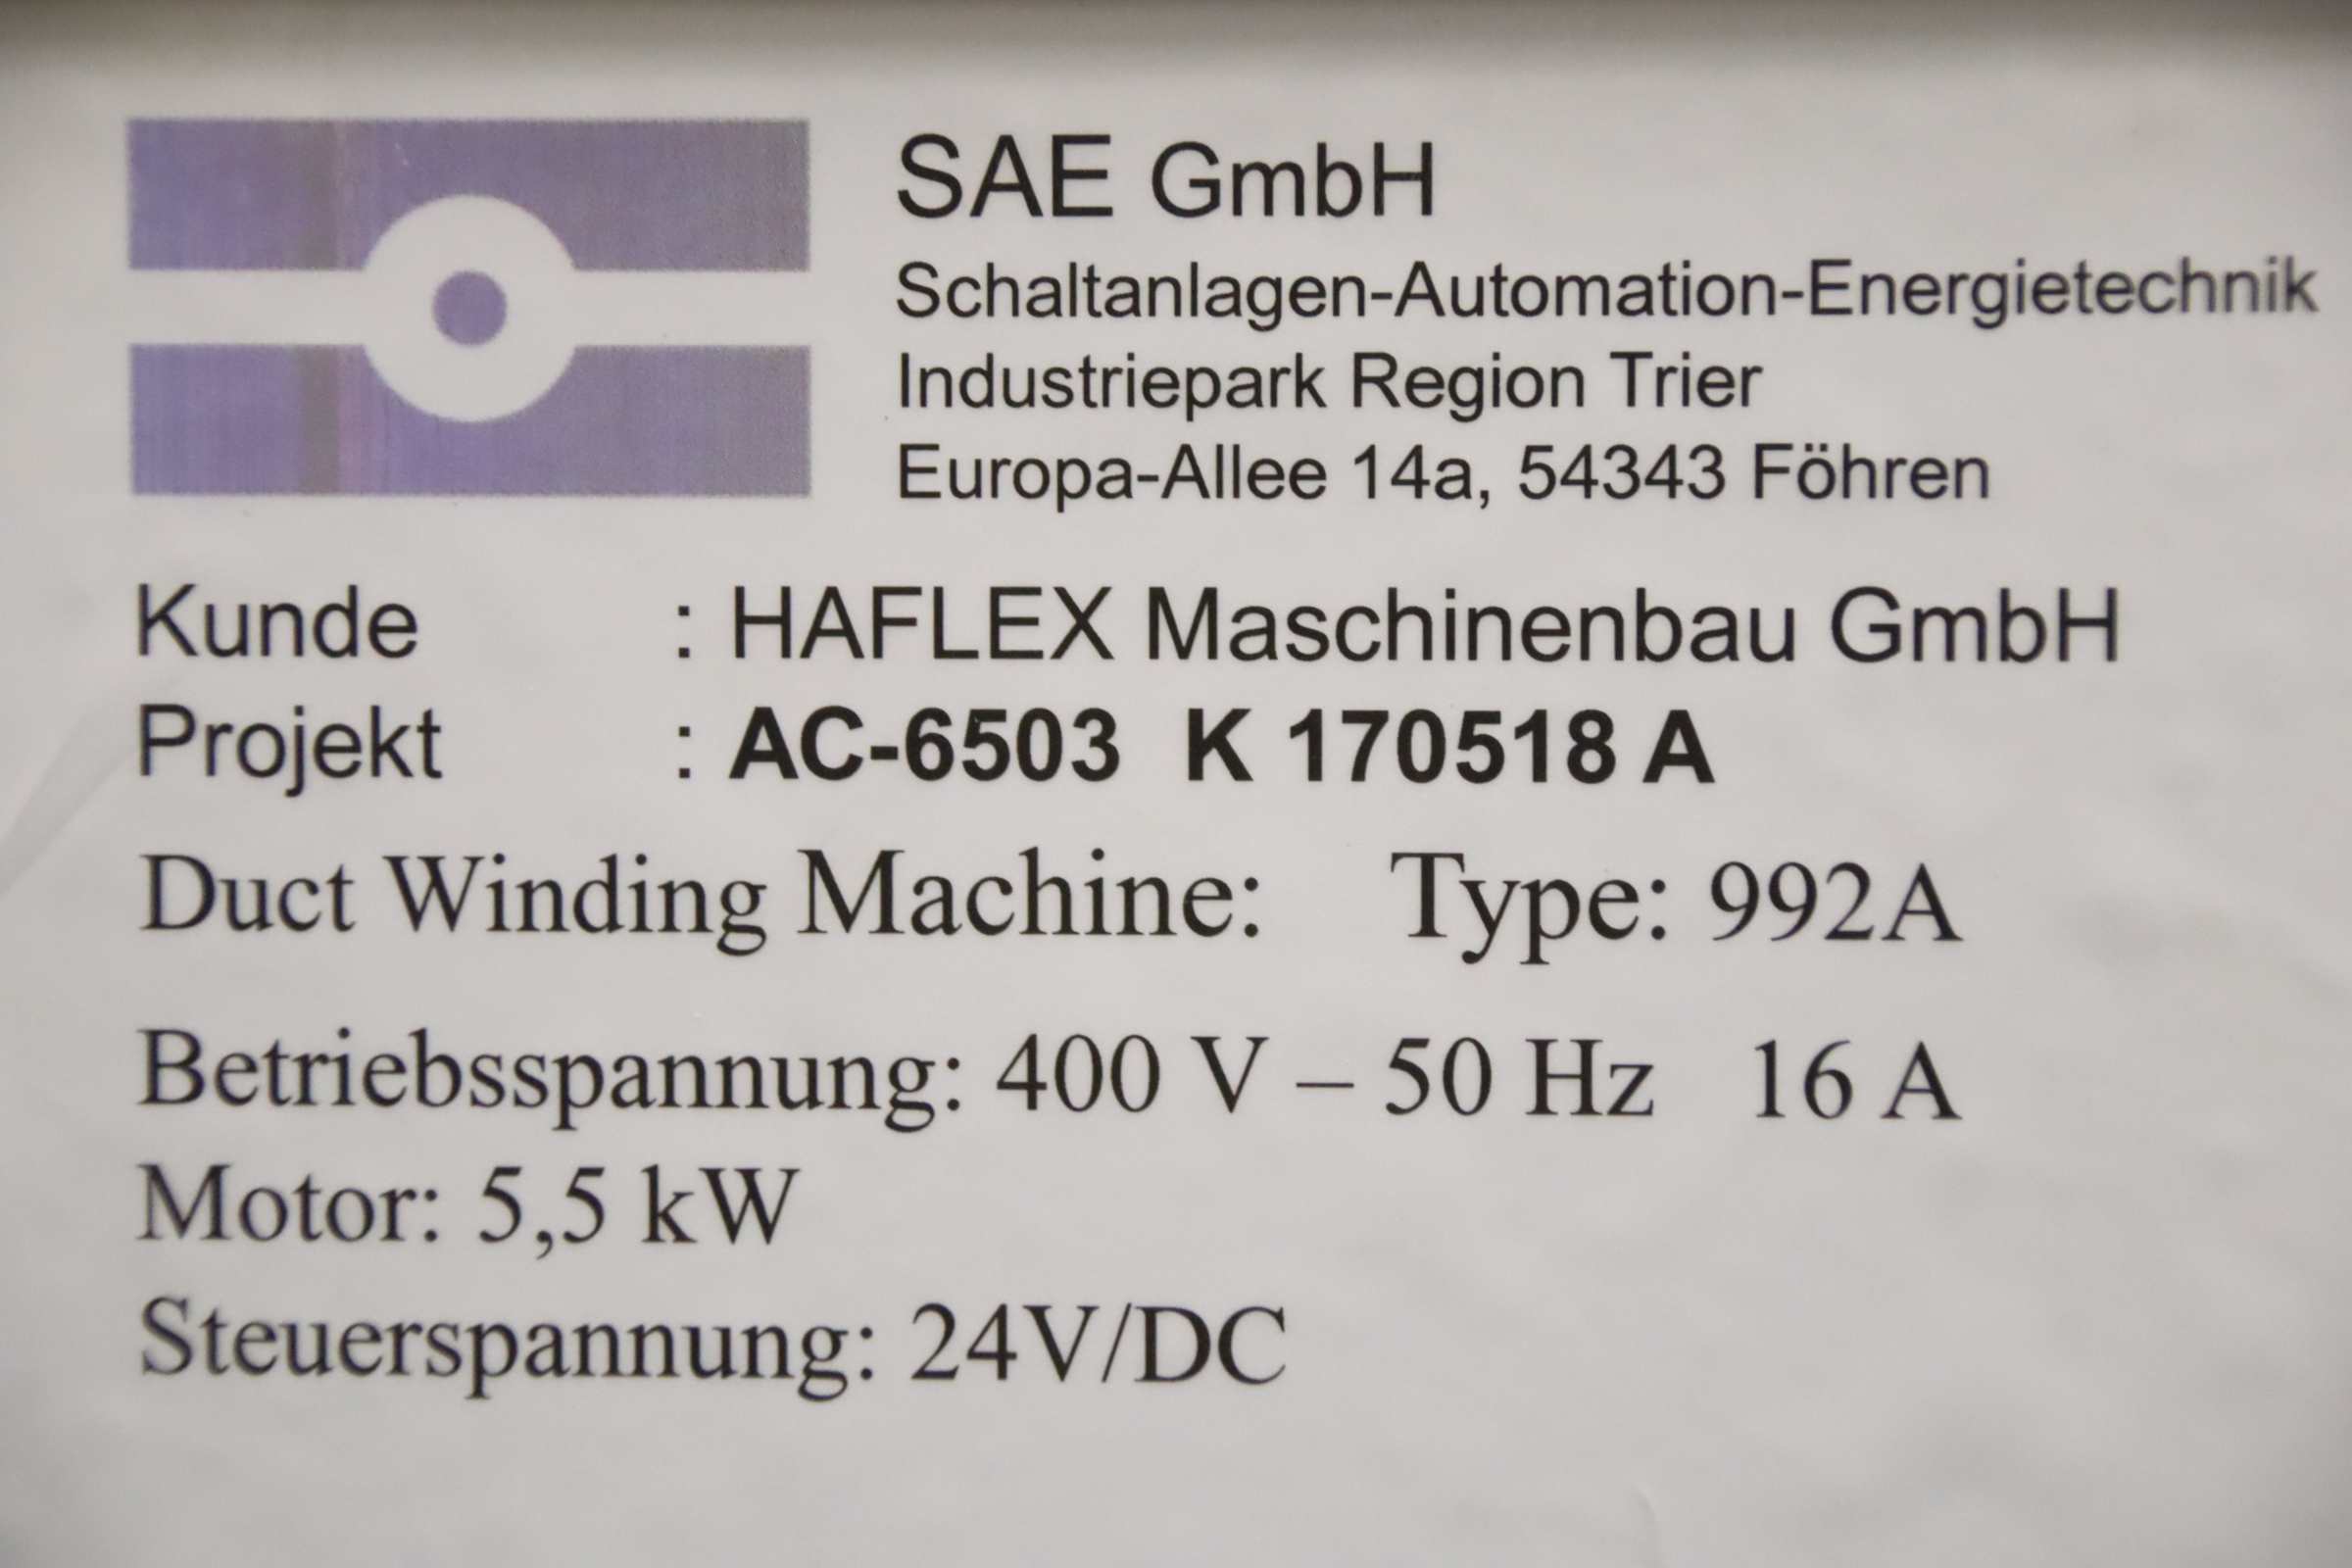 SAE GmbH
Schaltanlagen-Automation-Energietechnik
Industriepark Region Trier
Europa-Allee 14a, 54343 Föhren
Kunde : HAFLEX Maschinenbau GmbH
Projekt : AC-6503 K 170518 A
Duct Winding Machine: Type: 992A
Betriebsspannung: 400 V – 50 Hz 16 A
Motor: 5,5 kW
Steuerspannung: 24V/DC